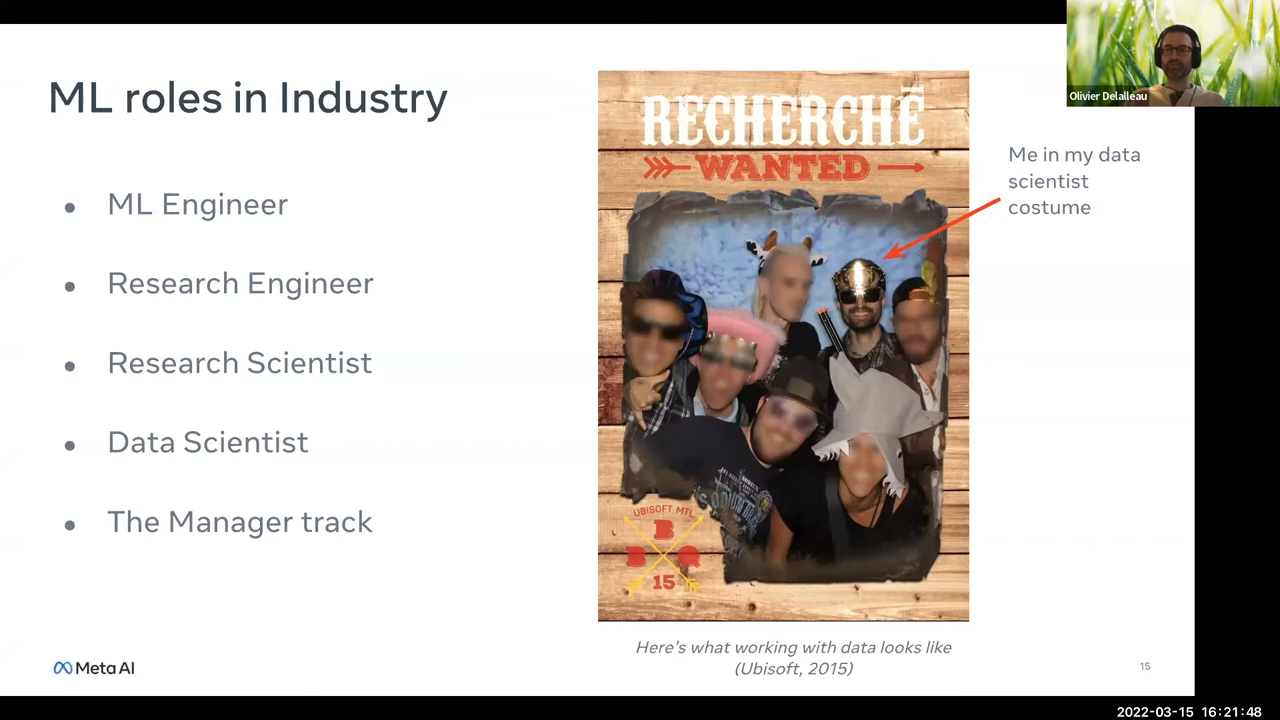 ML roles in Industry
ML Engineer
Research Engineer
Research Scientist
Data Scientist
The Manager track
Meta AI
RECHERCHÉ
WANTED
UBISOFT MTL
B
B Q
15
Me in my data
scientist
costume
Here's what working with data looks like
(Ubisoft, 2015)
15
Olivier Delalleau
2022-03-15 16:21:48